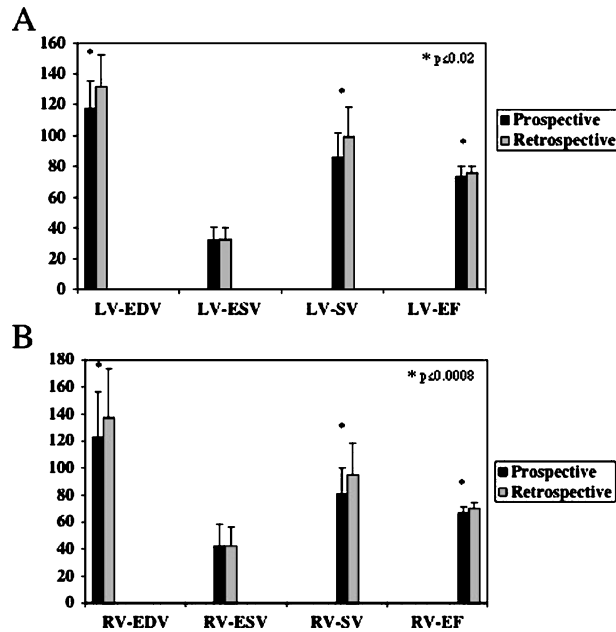 A
160
140
120
100
80
60
40
20
0
* p≤0.02
*
*
*
Prospective
Retrospective
LV-EDV LV-ESV LV-SV LV-EF
B
180
160
140
120
100
80
60
40
20
0
* p≤0.0008
*
*
*
Prospective
Retrospective
RV-EDV RV-ESV RV-SV RV-EF